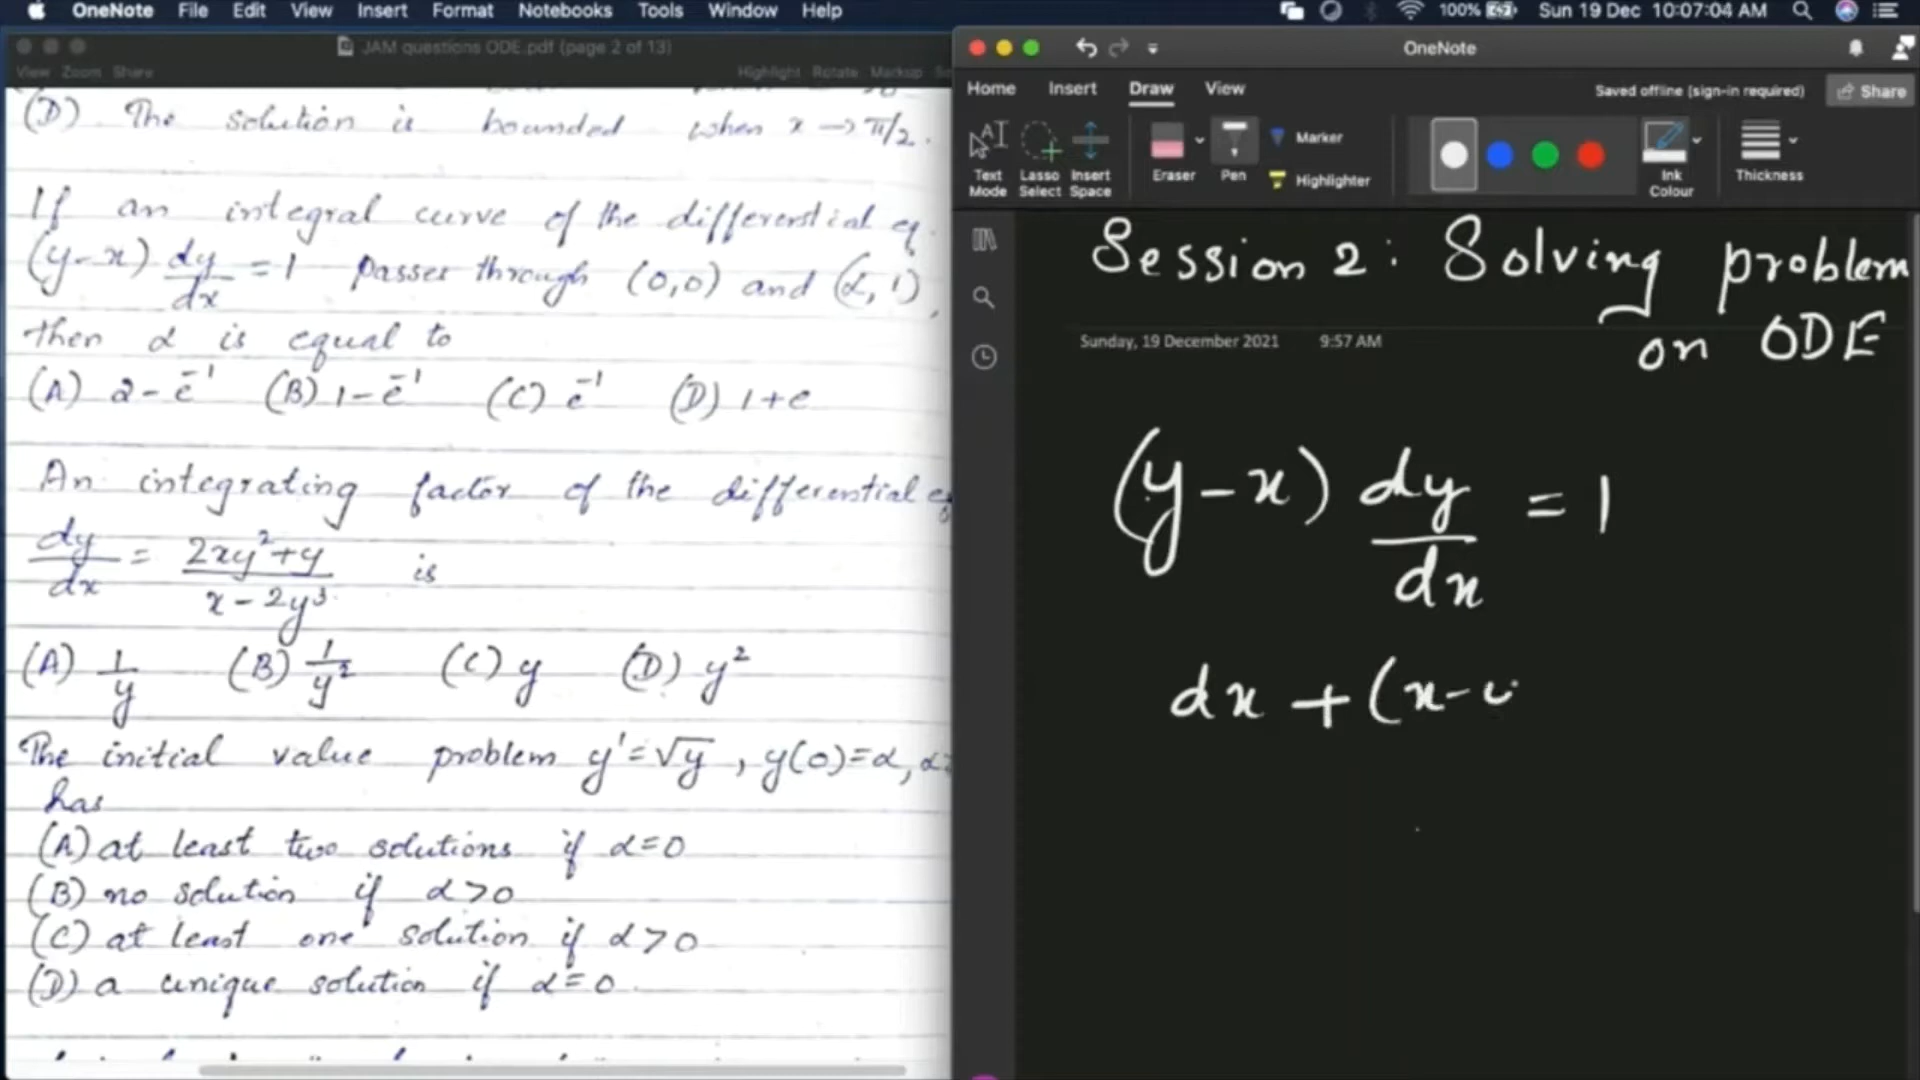 OneNote File Edit View Insert Format Notebooks Tools Window Help 100% Sun 19 Dec 10:07:04 AM
JAM questions ODE.pdf (page 2 of 13)
View Zoom Share Highlight Rotate Markup
(D). The solution is bounded when x → π/2.
If an integral curve of the differential eq.
(y-x) dy/dx = 1 passes through (0,0) and (α, 1),
then α is equal to
(A) 2 - e⁻¹ (B) 1 - e⁻¹ (C) e⁻¹ (D) 1+e
An integrating factor of the differential eq
dy/dx = 2xy²+y / x - 2y³ is
(A) 1/y (B) 1/y² (C) y (D) y²
The initial value problem y' = √y, y(0)=α, α
has
(A) at least two solutions if α=0
(B) no solution if α>0
(C) at least one solution if α>0
(D) a unique solution if α=0.
OneNote
Home Insert Draw View Saved offline (sign-in required) Share
Text Mode Lasso Select Insert Space Eraser Pen Marker Highlighter Ink Colour Thickness
Session 2: Solving problem
on ODE
Sunday, 19 December 2021 9:57 AM
(y-x) dy/dx = 1
dx + (x-